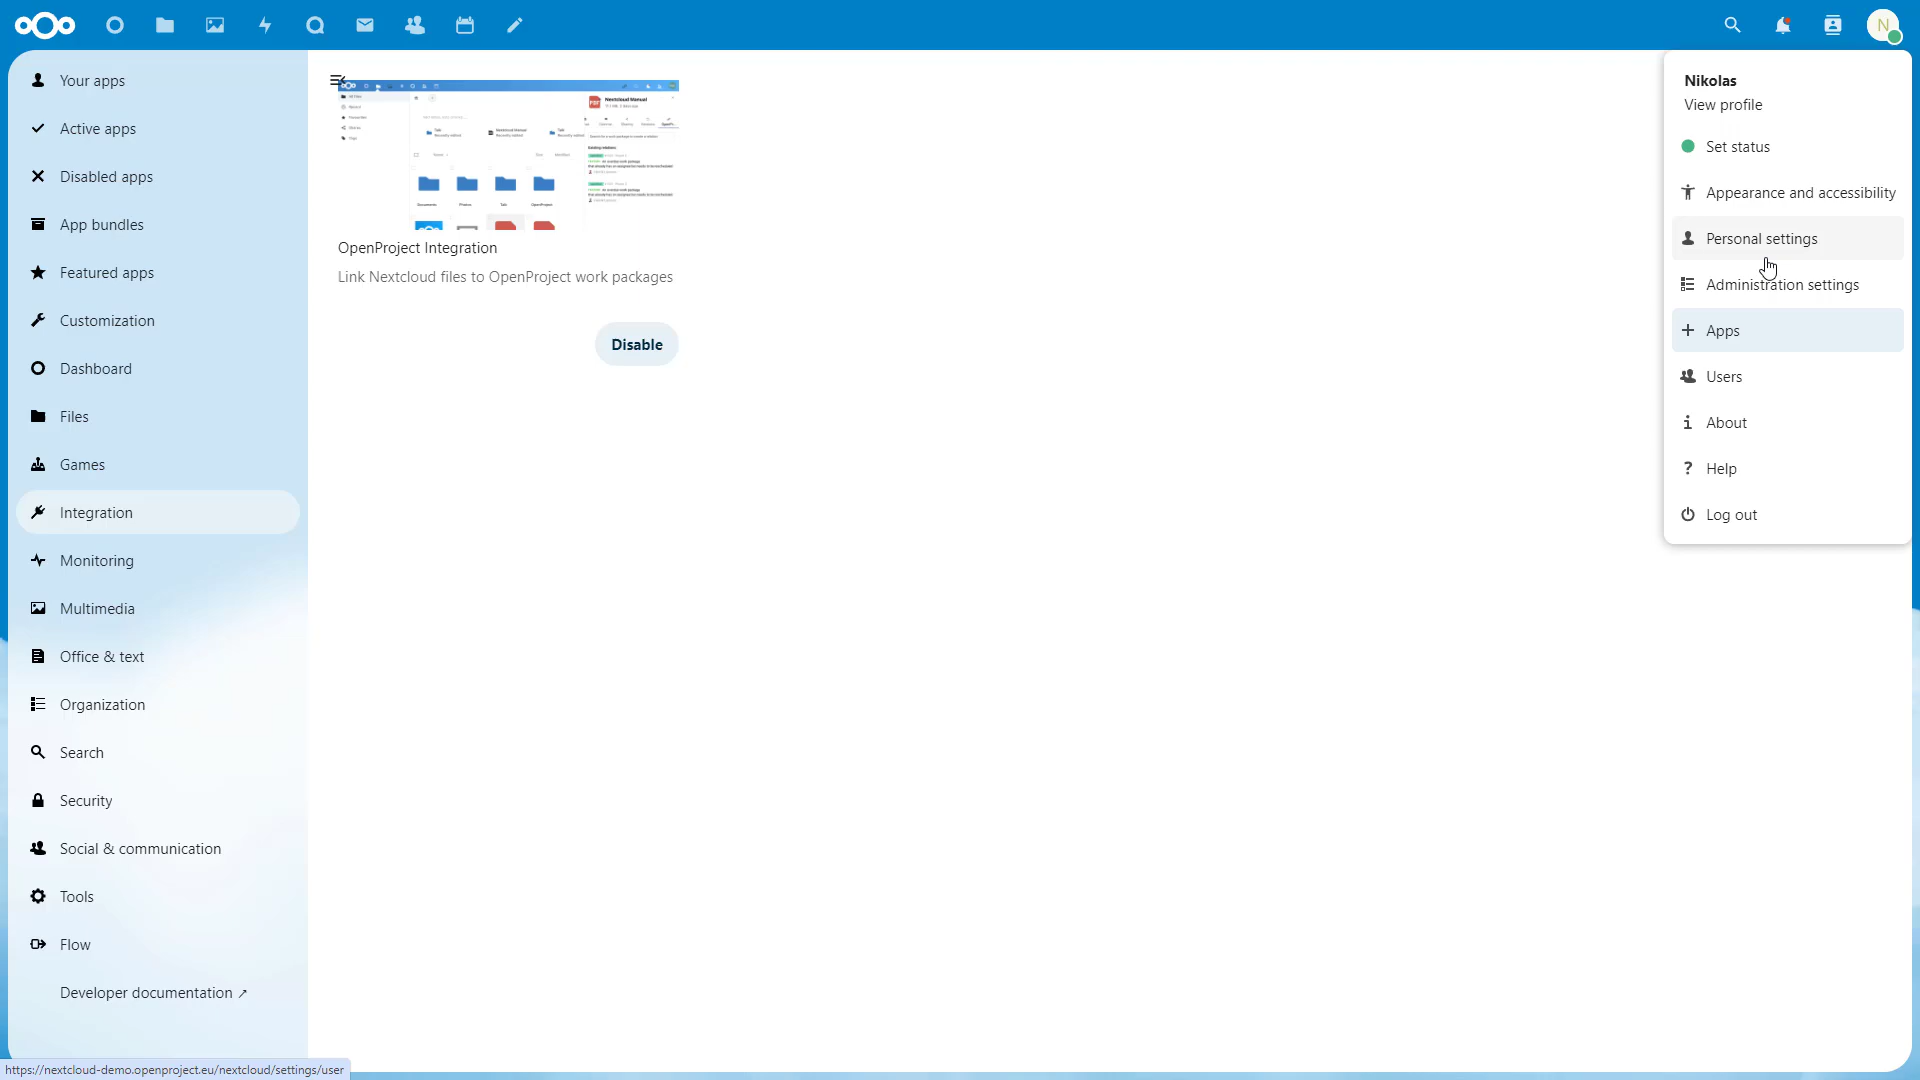 Your apps
Active apps
Disabled apps
App bundles
Featured apps
Customization
Dashboard
Files
Games
Integration
Monitoring
Multimedia
Office & text
Organization
Search
Security
Social & communication
Tools
Flow
Developer documentation ↗
Nextcloud Manual
OpenProject Integration
Link Nextcloud files to OpenProject work packages
Disable
N
Nikolas
View profile
Set status
Appearance and accessibility
Personal settings
Administration settings
Apps
Users
About
Help
Log out
https://nextcloud-demo.openproject.eu/nextcloud/settings/user